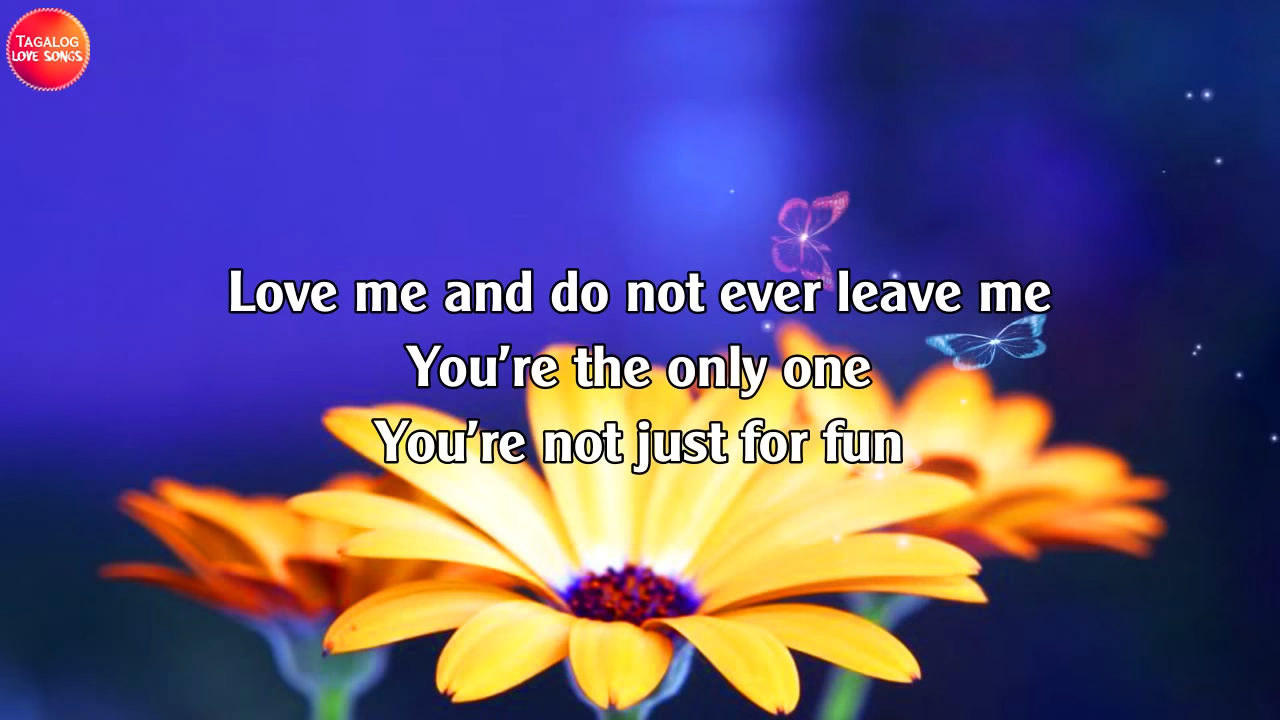 TAGALOG
LOVE SONGS
Love me and do not ever leave me
You're the only one
You're not just for fun